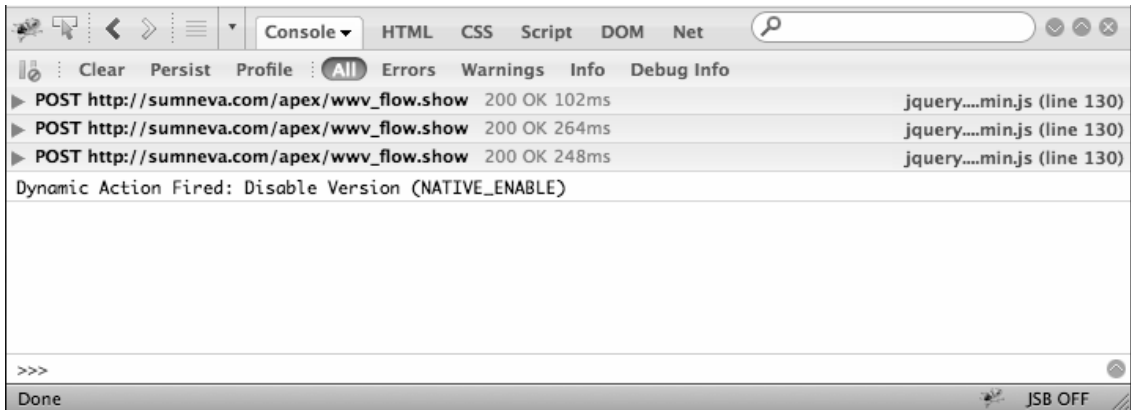 Console HTML CSS Script DOM Net
Clear Persist Profile All Errors Warnings Info Debug Info
POST http://sumneva.com/apex/wwv_flow.show 200 OK 102ms jquery....min.js (line 130)
POST http://sumneva.com/apex/wwv_flow.show 200 OK 264ms jquery....min.js (line 130)
POST http://sumneva.com/apex/wwv_flow.show 200 OK 248ms jquery....min.js (line 130)
Dynamic Action Fired: Disable Version (NATIVE_ENABLE)
>>>
Done JSB OFF